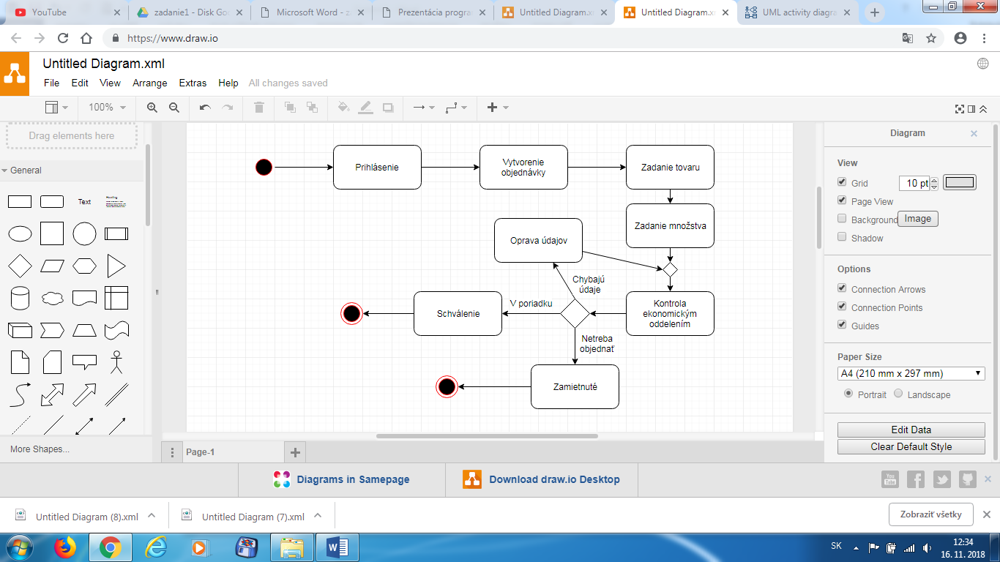 YouTube
zadanie1 - Disk Goo
Microsoft Word - z
Prezentácia progra
Untitled Diagram.x
Untitled Diagram.x
UML activity diagra
https://www.draw.io
Untitled Diagram.xml
File Edit View Arrange Extras Help All changes saved
100%
Drag elements here
General
Text
Heading
More Shapes...
Prihlásenie
Vytvorenie
objednávky
Zadanie tovaru
Zadanie množstva
Oprava údajov
Chybajú
údaje
Kontrola
ekonomickým
oddelením
V poriadku
Schválenie
Netreba
objednať
Zamietnuté
Page-1
Diagram
View
Grid 10 pt
Page View
Background Image
Shadow
Options
Connection Arrows
Connection Points
Guides
Paper Size
A4 (210 mm x 297 mm)
Portrait Landscape
Edit Data
Clear Default Style
Diagrams in Samepage
Download draw.io Desktop
You
Tube
Untitled Diagram (8).xml
Untitled Diagram (7).xml
Zobraziť všetky
SK
12:34
16. 11. 2018